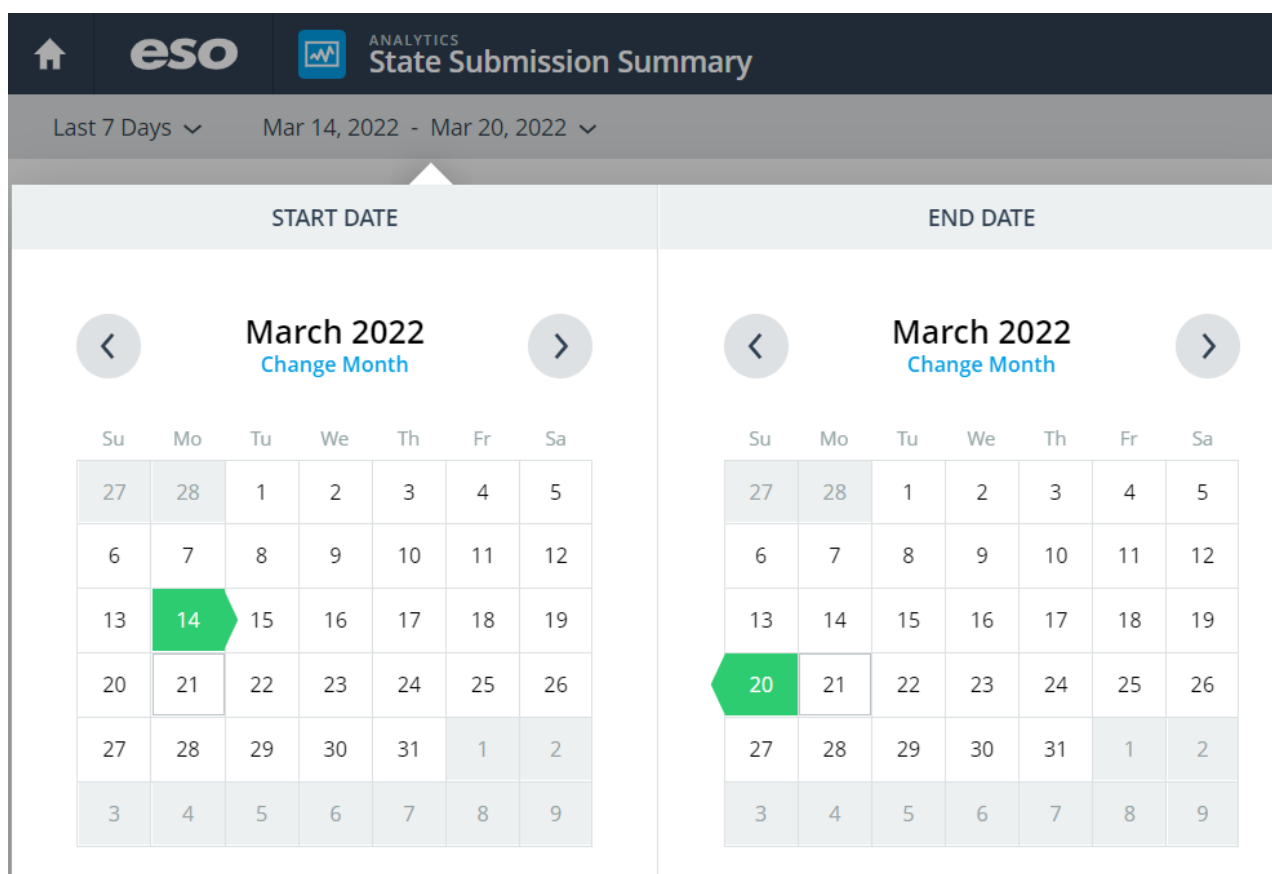 eso
ANALYTICS
State Submission Summary
Last 7 Days
Mar 14, 2022 - Mar 20, 2022
START DATE
March 2022
Change Month
Su Mo Tu We Th Fr Sa
27 28 1 2 3 4 5
6 7 8 9 10 11 12
13 14 15 16 17 18 19
20 21 22 23 24 25 26
27 28 29 30 31 1 2
3 4 5 6 7 8 9
END DATE
March 2022
Change Month
Su Mo Tu We Th Fr Sa
27 28 1 2 3 4 5
6 7 8 9 10 11 12
13 14 15 16 17 18 19
20 21 22 23 24 25 26
27 28 29 30 31 1 2
3 4 5 6 7 8 9